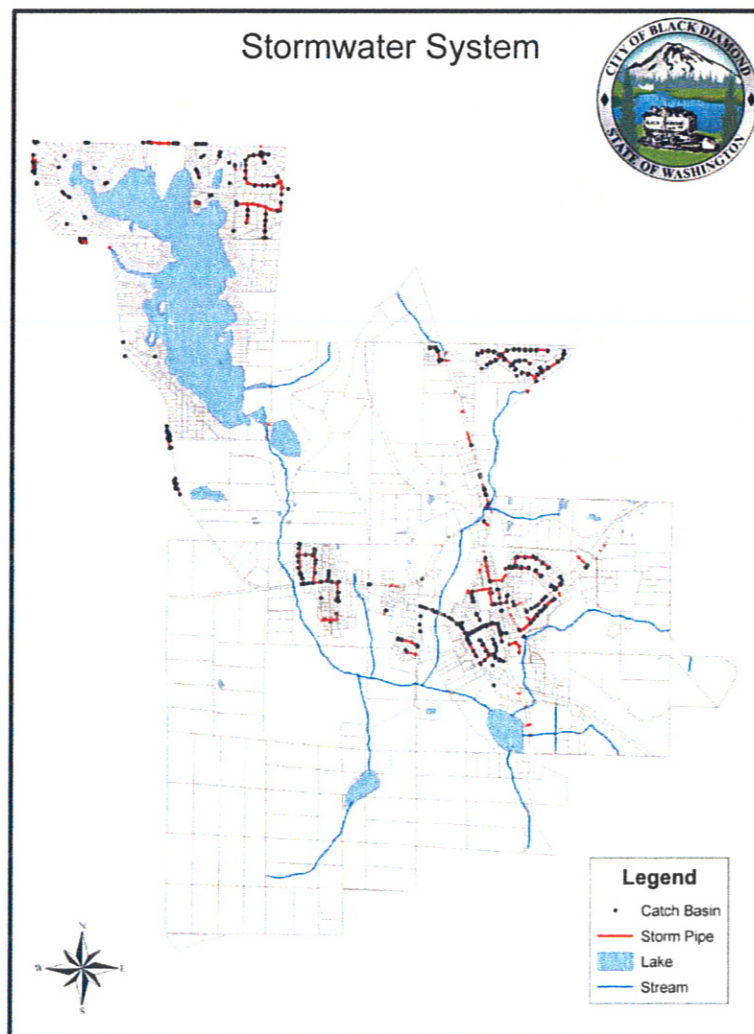 Stormwater System
CITY OF BLACK DIAMOND
STATE OF WASHINGTON
N
W E
S
Legend
Catch Basin
Storm Pipe
Lake
Stream